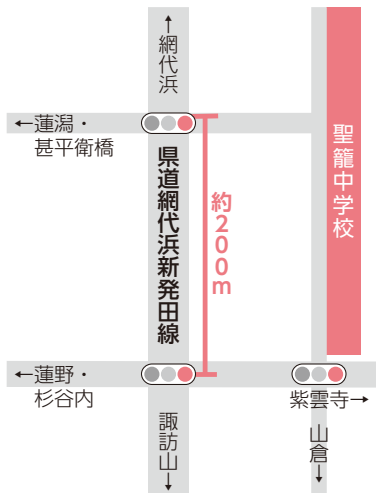 ↑網代浜
←蓮潟・
甚平衛橋
県道網代浜新発田線
約200m
聖籠中学校
←蓮野・
杉谷内
紫雲寺→
諏訪山↓
山倉↓